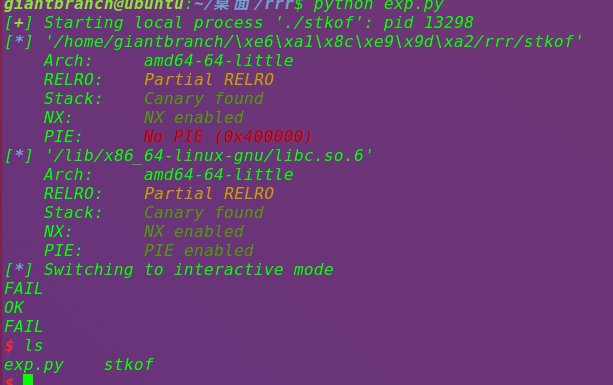 giantbranch@ubuntu:~/桌面/rrr$ python exp.py
[+] Starting local process './stkof': pid 13298
[*] '/home/giantbranch/\xe6\xa1\x8c\xe9\x9d\xa2/rrr/stkof'
    Arch:     amd64-64-little
    RELRO:    Partial RELRO
    Stack:    Canary found
    NX:       NX enabled
    PIE:      No PIE (0x400000)
[*] '/lib/x86_64-linux-gnu/libc.so.6'
    Arch:     amd64-64-little
    RELRO:    Partial RELRO
    Stack:    Canary found
    NX:       NX enabled
    PIE:      PIE enabled
[*] Switching to interactive mode
FAIL
OK
FAIL
$ ls
exp.py    stkof
$